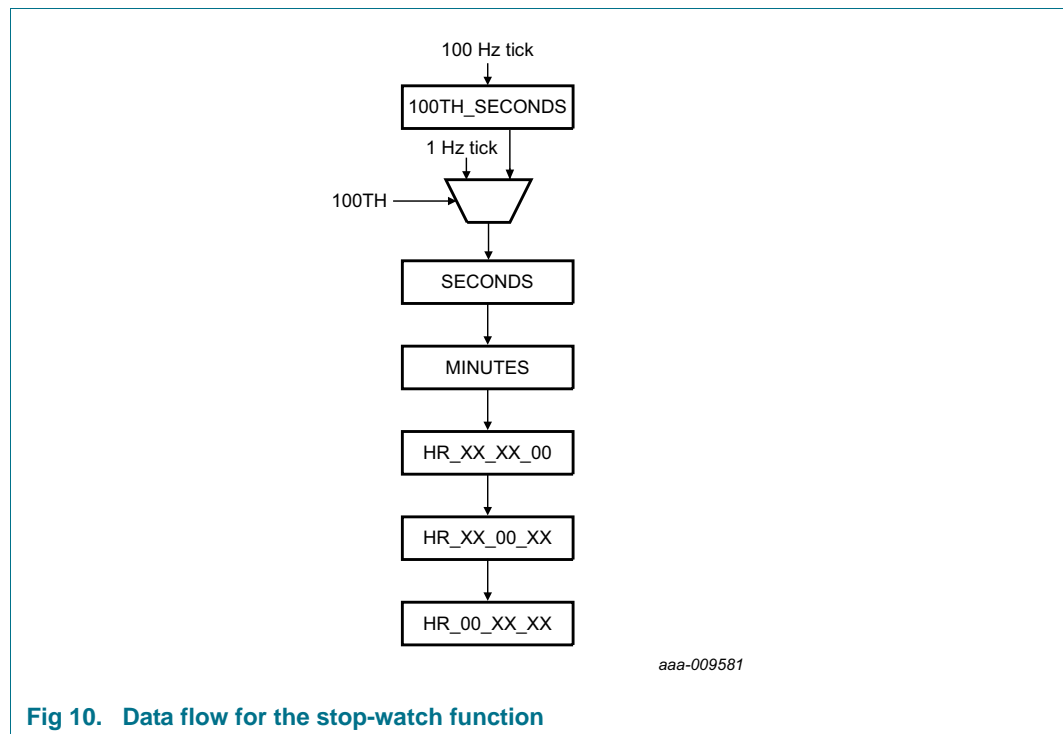 100 Hz tick
100TH_SECONDS
1 Hz tick
100TH
SECONDS
MINUTES
HR_XX_XX_00
HR_XX_00_XX
HR_00_XX_XX
aaa-009581
Fig 10. Data flow for the stop-watch function